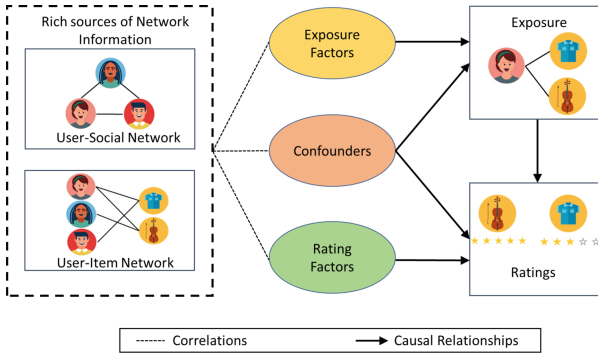 Rich sources of Network
Information
User-Social Network
User-Item Network
Exposure
Factors
Confounders
Rating
Factors
Exposure
Ratings
Correlations
Causal Relationships